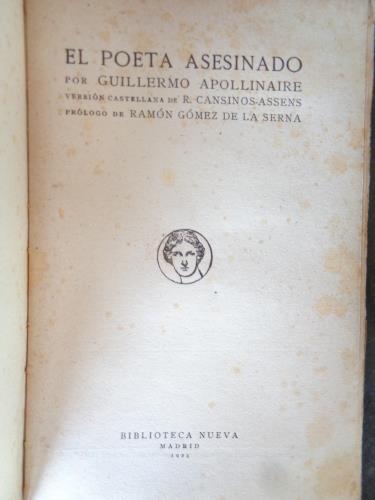 EL POETA ASESINADO
POR GUILLERMO APOLLINAIRE
VERSIÓN CASTELLANA DE R. CANSINOS-ASSENS
PRÓLOGO DE RAMÓN GÓMEZ DE LA SERNA
BIBLIOTECA NUEVA
MADRID